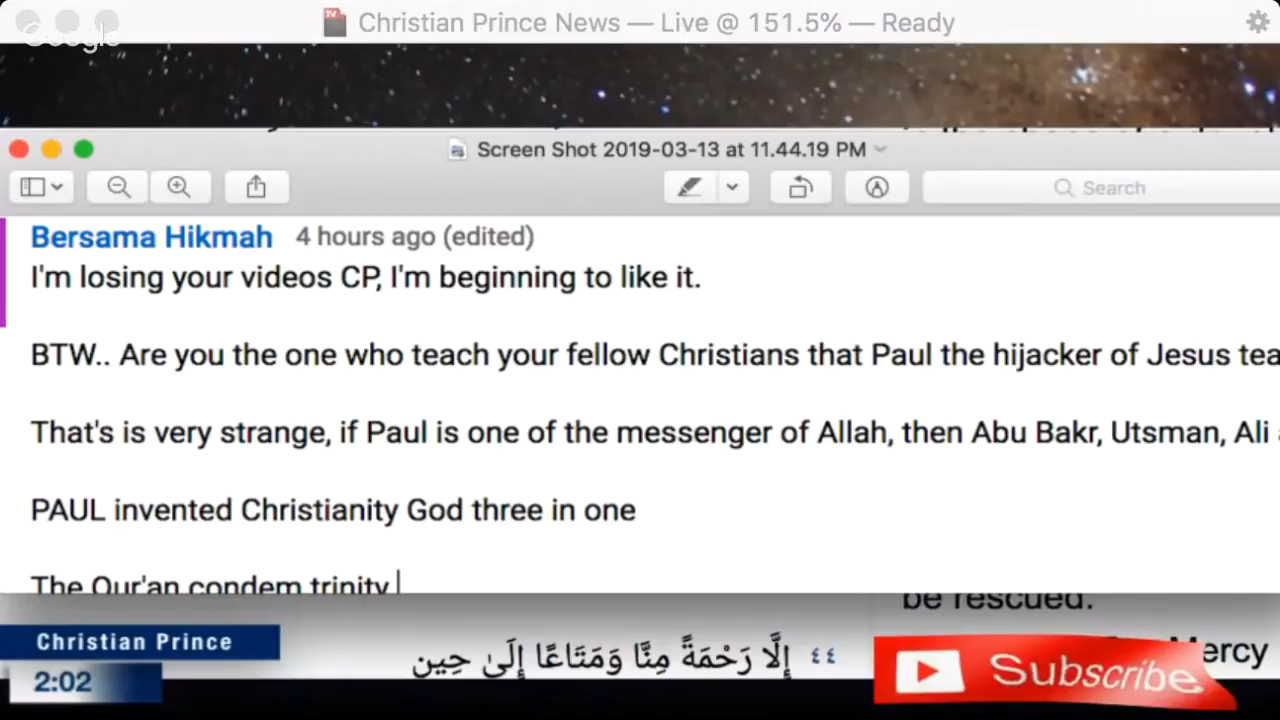 Christian Prince News — Live @ 151.5% — Ready
Google
Screen Shot 2019-03-13 at 11.44.19 PM
Search
Bersama Hikmah 4 hours ago (edited)
I'm losing your videos CP, I'm beginning to like it.
BTW.. Are you the one who teach your fellow Christians that Paul the hijacker of Jesus tea
That's is very strange, if Paul is one of the messenger of Allah, then Abu Bakr, Utsman, Ali
PAUL invented Christianity God three in one
The Qur'an condem trinity
be rescued.
Christian Prince
إِلَّا رَحْمَةً مِنَّا وَمَتَاعًا إِلَىٰ حِينٍ ٤٤
Mercy
2:02
Subscribe